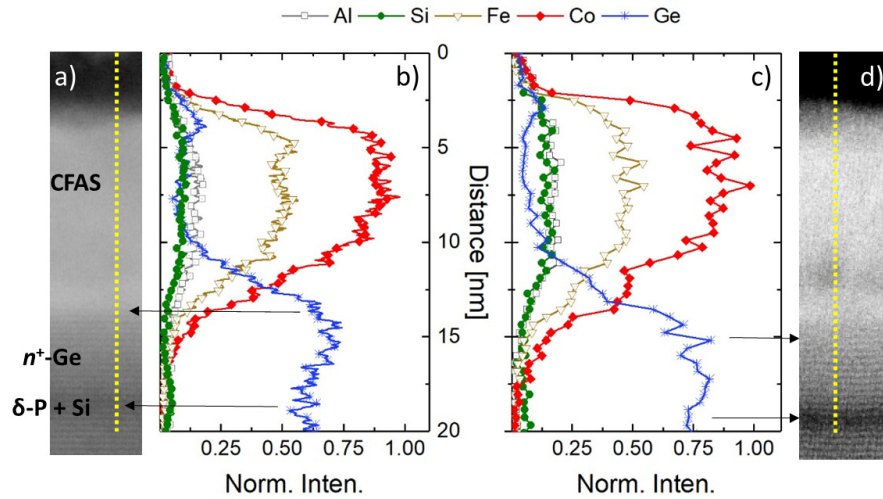 Al Si Fe Co Ge
a) b) c) d)
0
5
10
15
20
Distance [nm]
CFAS
n⁺-Ge
δ-P + Si
0.25 0.50 0.75 1.00
0.25 0.50 0.75 1.00
Norm. Inten.
Norm. Inten.